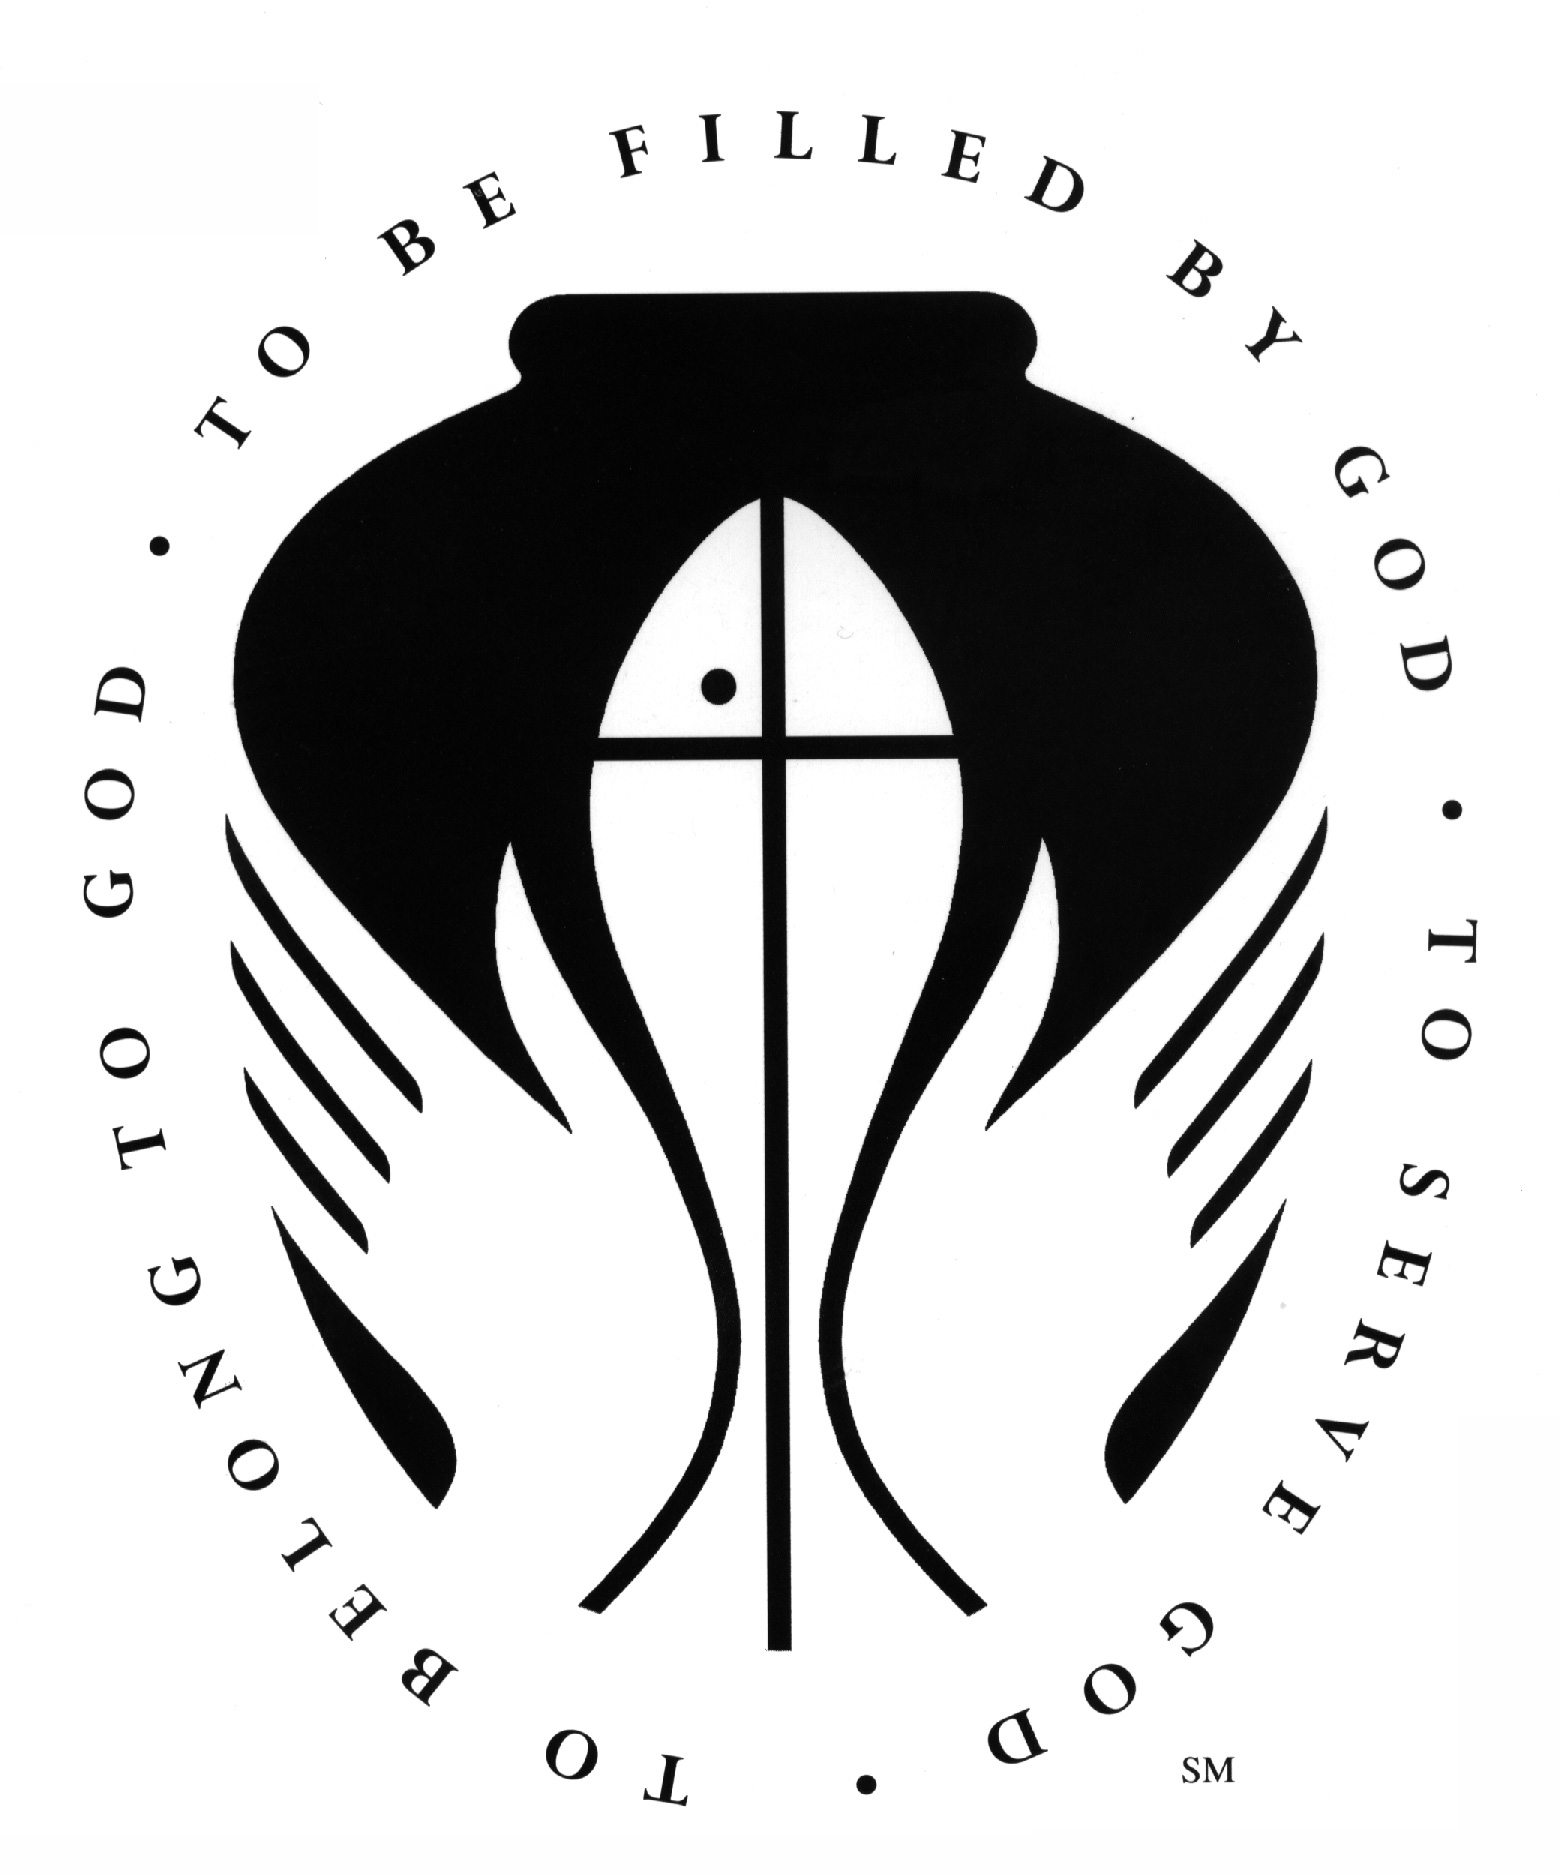 TO BELONG TO GOD • TO BE FILLED BY GOD • TO SERVE GOD •
SM